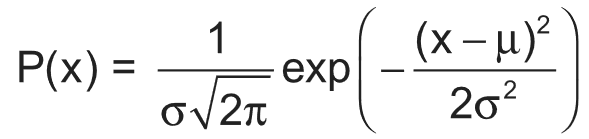 P(x) = 1/(σ√(2π)) exp(−(x − μ)²/(2σ²))